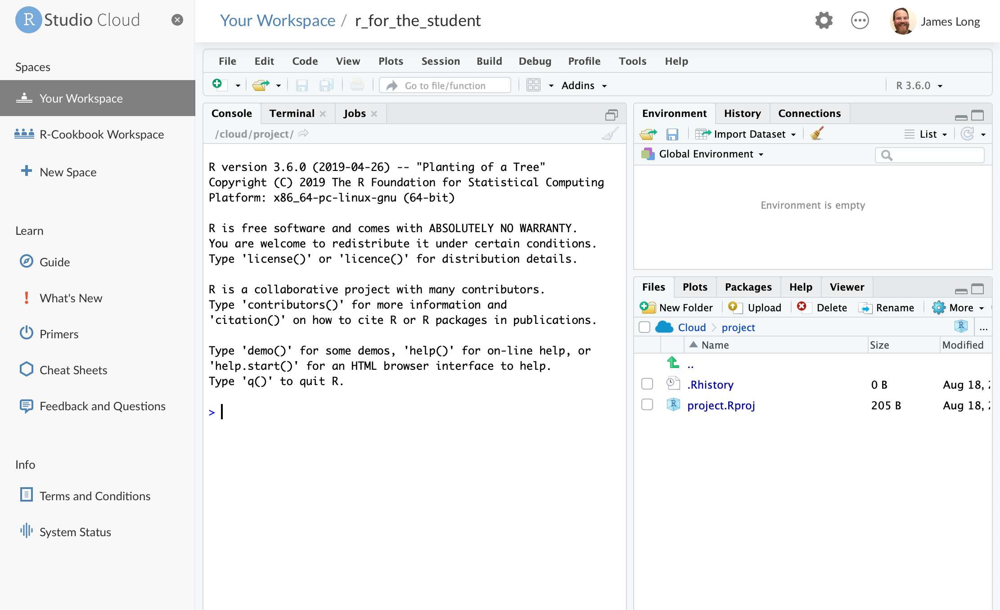 R Studio Cloud
Your Workspace / r_for_the_student
James Long
Spaces
Your Workspace
R-Cookbook Workspace
New Space
Learn
Guide
What's New
Primers
Cheat Sheets
Feedback and Questions
Info
Terms and Conditions
System Status
File Edit Code View Plots Session Build Debug Profile Tools Help
Go to file/function Addins R 3.6.0
Console Terminal Jobs
/cloud/project/
R version 3.6.0 (2019-04-26) -- "Planting of a Tree"
Copyright (C) 2019 The R Foundation for Statistical Computing
Platform: x86_64-pc-linux-gnu (64-bit)
R is free software and comes with ABSOLUTELY NO WARRANTY.
You are welcome to redistribute it under certain conditions.
Type 'license()' or 'licence()' for distribution details.
R is a collaborative project with many contributors.
Type 'contributors()' for more information and
'citation()' on how to cite R or R packages in publications.
Type 'demo()' for some demos, 'help()' for on-line help, or
'help.start()' for an HTML browser interface to help.
Type 'q()' to quit R.
>
Environment History Connections
Import Dataset List
Global Environment
Environment is empty
Files Plots Packages Help Viewer
New Folder Upload Delete Rename More
Cloud > project R ...
Name Size Modified
..
.Rhistory 0 B Aug 18,
R project.Rproj 205 B Aug 18,